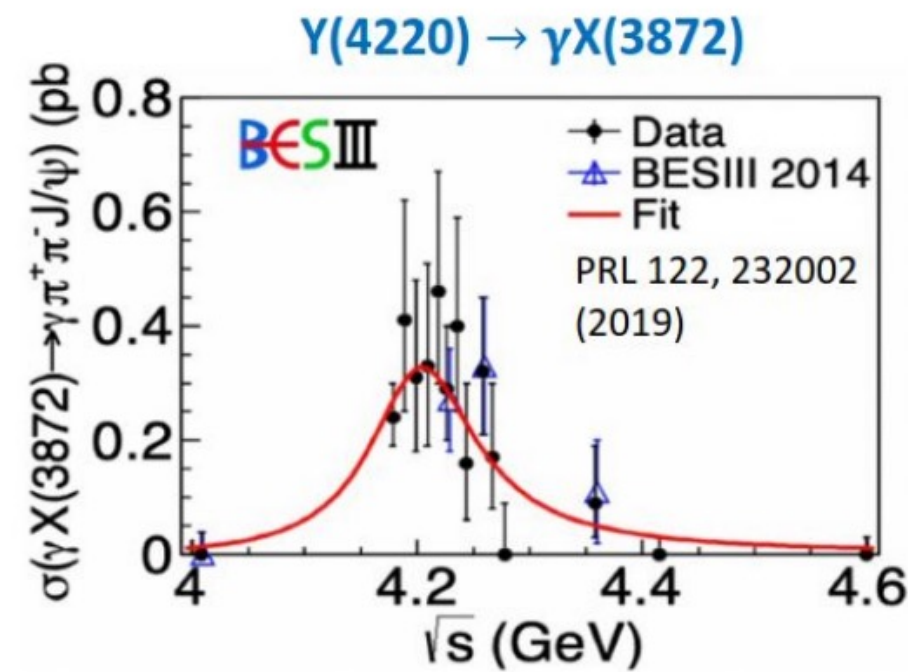 Y(4220) → γX(3872)
σ(γX(3872)→γπ⁺π⁻J/ψ) (pb
0.8
0.6
0.4
0.2
0
BESIII
Data
BESIII 2014
Fit
PRL 122, 232002
(2019)
4 4.2 4.4 4.6
√s (GeV)